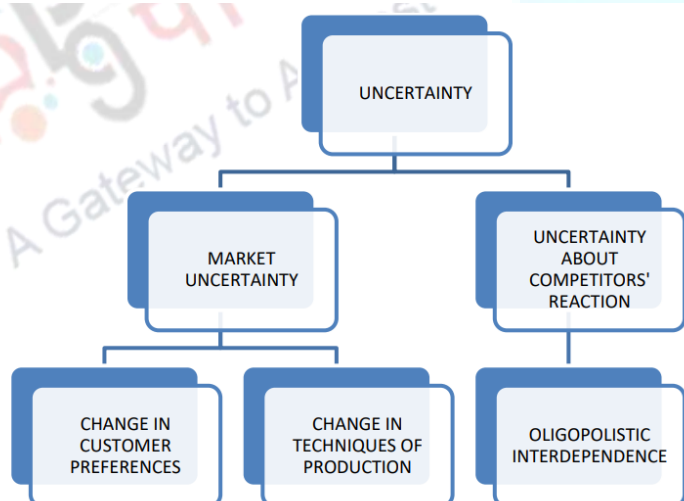 UNCERTAINTY
MARKET
UNCERTAINTY
UNCERTAINTY
ABOUT
COMPETITORS'
REACTION
CHANGE IN
CUSTOMER
PREFERENCES
CHANGE IN
TECHNIQUES OF
PRODUCTION
OLIGOPOLISTIC
INTERDEPENDENCE
A Gateway to A